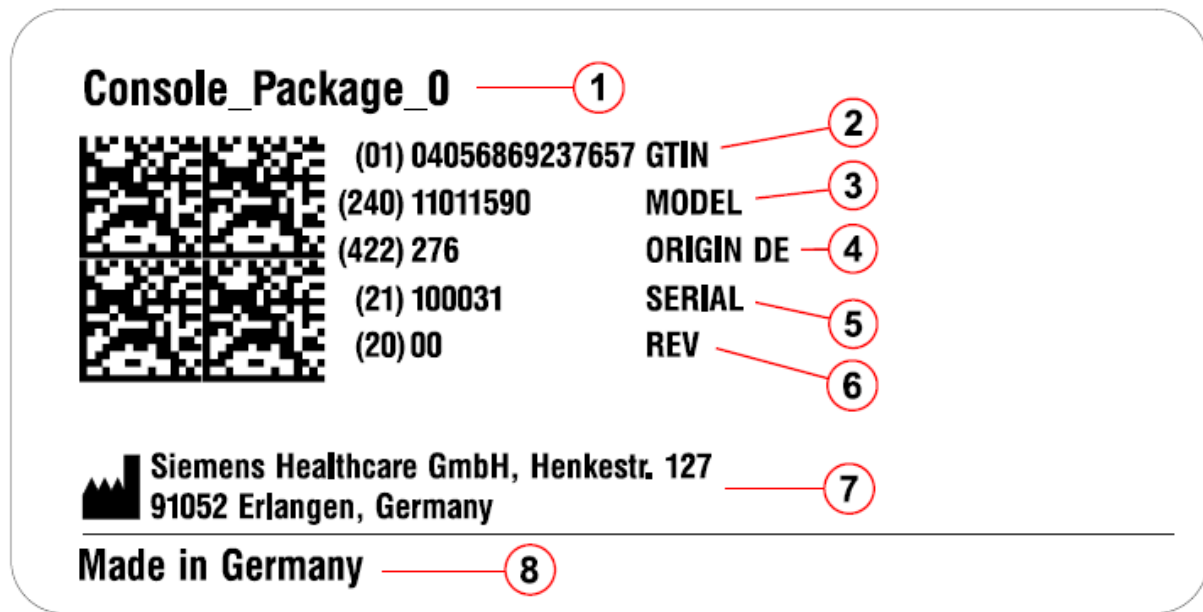 Console_Package_0 1
2
(01) 04056869237657 GTIN
3
(240) 11011590 MODEL
(422) 276 ORIGIN DE 4
(21) 100031 SERIAL
5
(20) 00 REV
6
Siemens Healthcare GmbH, Henkestr. 127
91052 Erlangen, Germany
7
Made in Germany 8